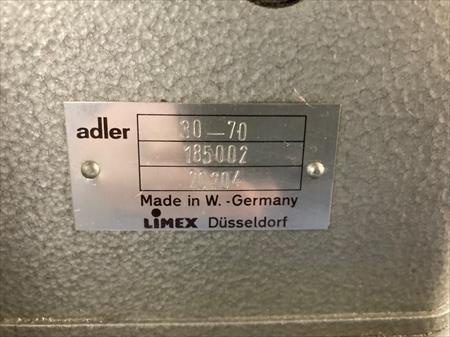 adler 30—70
185002
Made in W.-Germany
LIMEX Düsseldorf